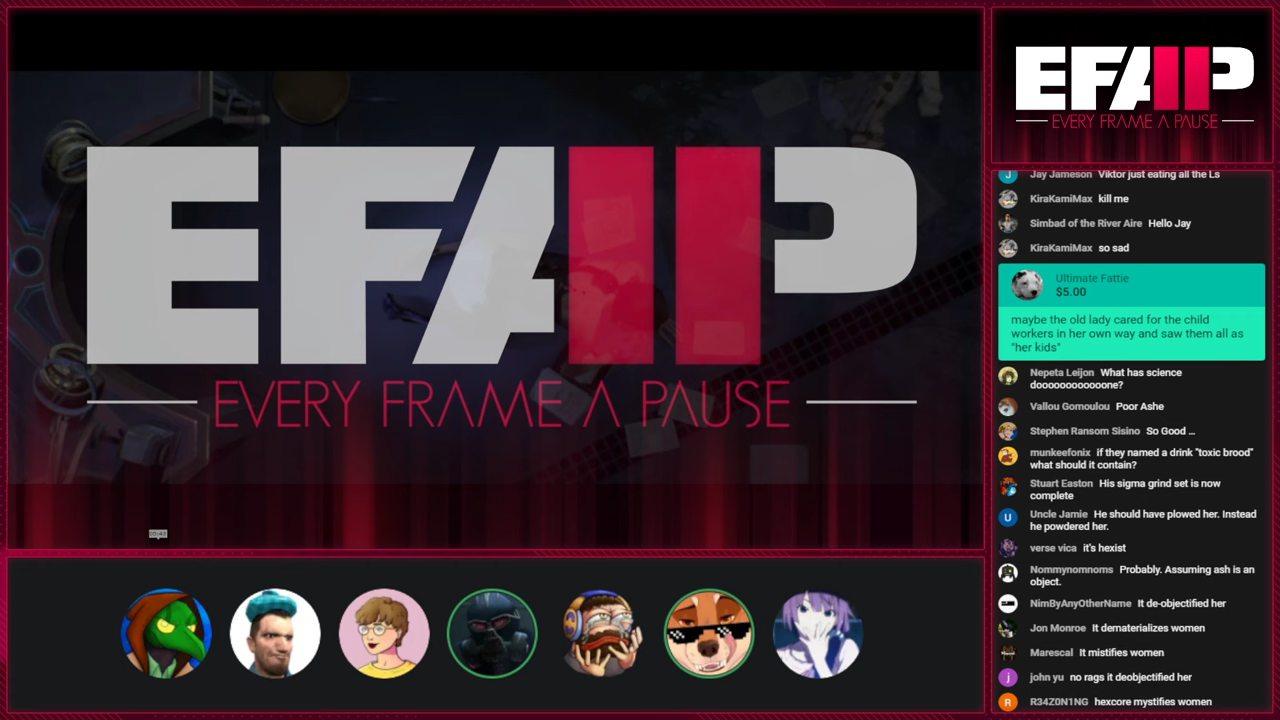 EFAP
EVERY FRAME A PAUSE
05:43
EFAP
EVERY FRAME A PAUSE
J
Jay Jameson Viktor just eating all the Ls
KiraKamiMax kill me
Simbad of the River Aire Hello Jay
KiraKamiMax so sad
Ultimate Fattie
$5.00
maybe the old lady cared for the child
workers in her own way and saw them all as
"her kids"
Nepeta Leijon What has science
dooooooooooooone?
Vallou Gomoulou Poor Ashe
Stephen Ransom Sisino So Good ...
munkeefonix if they named a drink "toxic brood"
what should it contain?
Stuart Easton His sigma grind set is now
complete
U
Uncle Jamie He should have plowed her. Instead
he powdered her.
verse vica it's hexist
Nommynomnoms Probably. Assuming ash is an
object.
NimByAnyOtherName It de-objectified her
Jon Monroe It dematerializes women
Marescal It mistifies women
j
john yu no rags it deobjectified her
R
R34Z0N1NG hexcore mystifies women